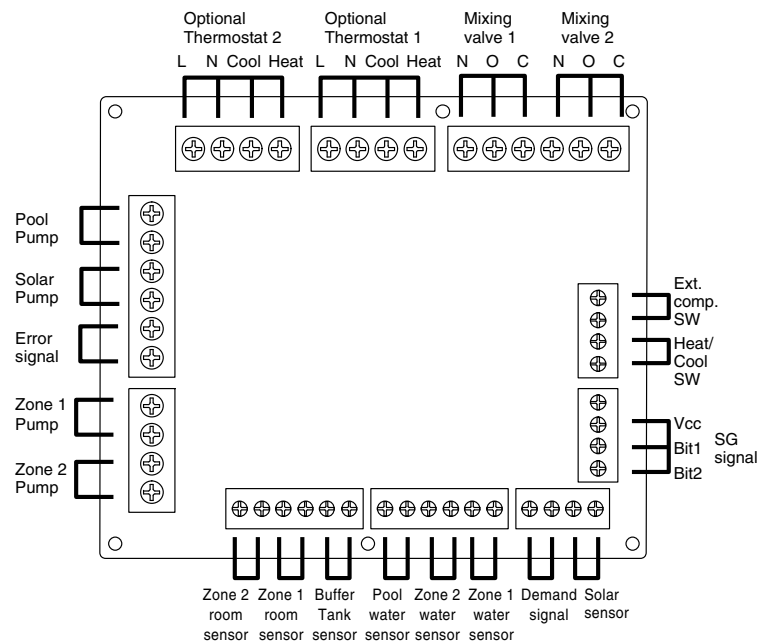 Optional
Thermostat 2
Optional
Thermostat 1
Mixing
valve 1
Mixing
valve 2
L N Cool Heat
L N Cool Heat
N O C
N O C
Pool
Pump
Solar
Pump
Error
signal
Zone 1
Pump
Zone 2
Pump
Ext.
comp.
SW
Heat/
Cool
SW
Vcc
Bit1
Bit2
SG
signal
Zone 2
room
sensor
Zone 1
room
sensor
Buffer
Tank
sensor
Pool
water
sensor
Zone 2
water
sensor
Zone 1
water
sensor
Demand
signal
Solar
sensor